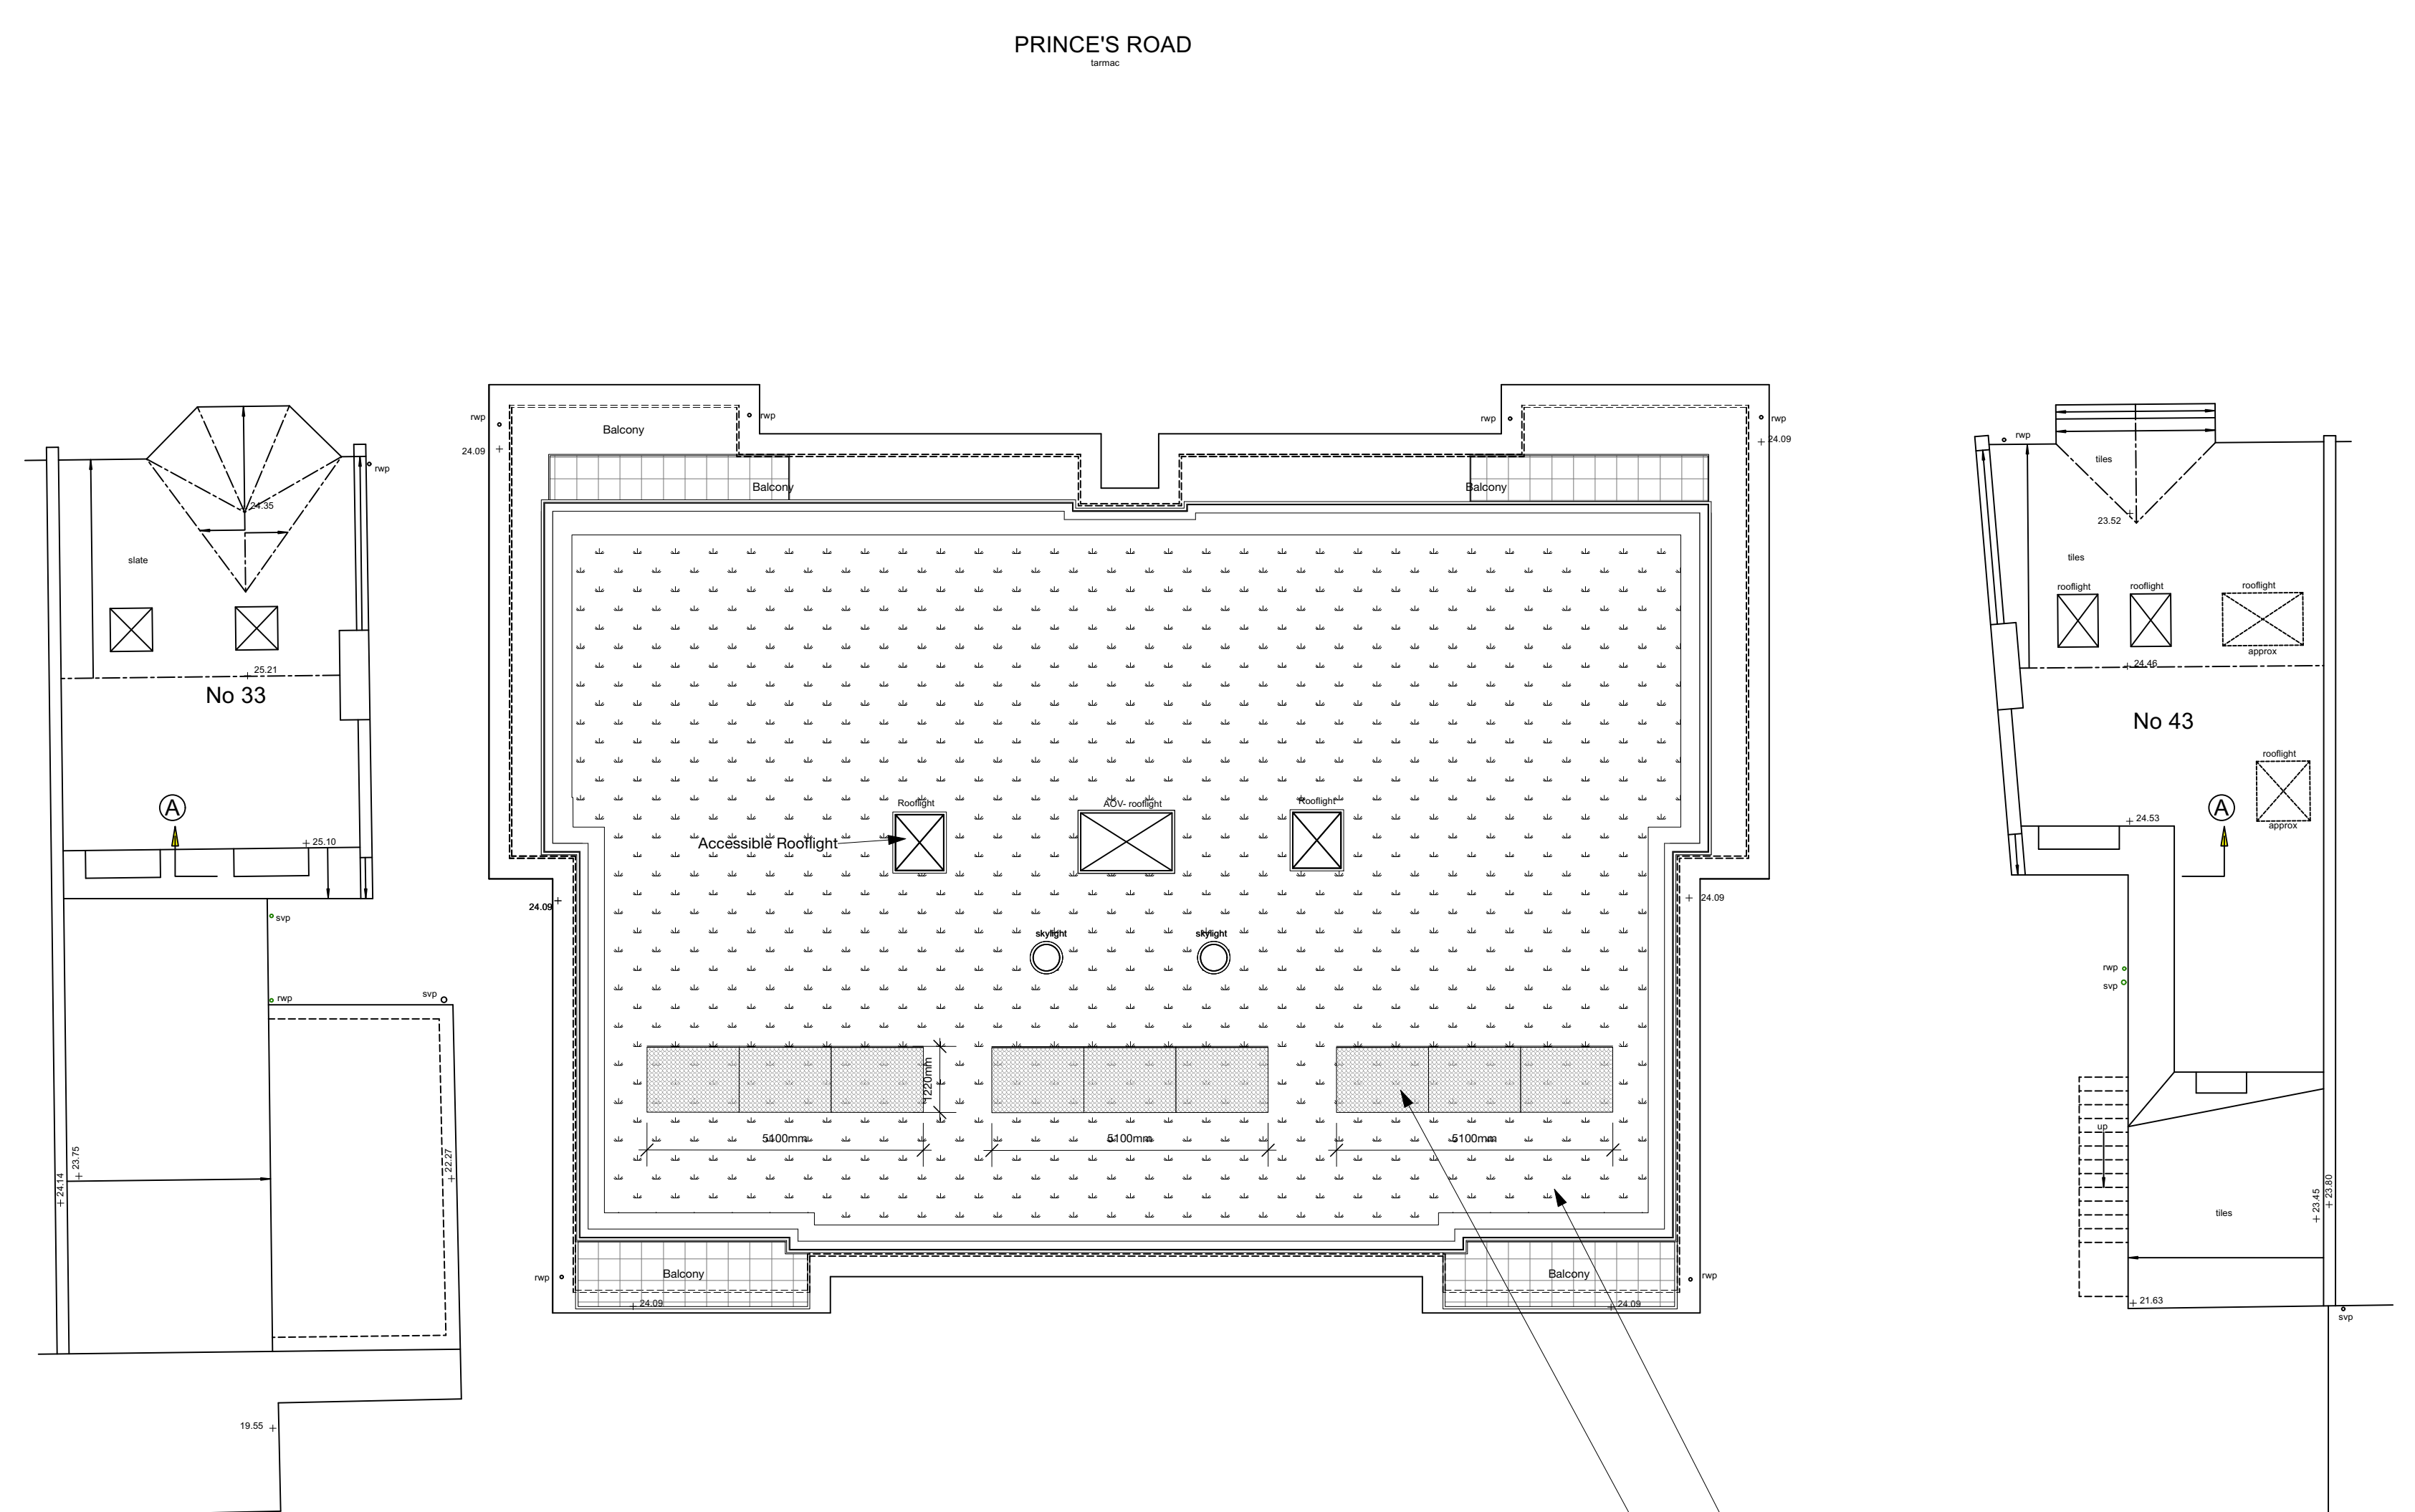 PRINCE'S ROAD
tarmac
rwp
24.09
Balcony
rwp
Balcony
rwp
Balcony
rwp
24.09
rwp
24.35
slate
25.21
No 33
A
25.10
svp
rwp
svp
23.75
24.14
22.27
19.55
Rooflight
AOV- rooflight
Rooflight
Accessible Rooflight
24.09
24.09
skylight
skylight
1220mm
5100mm
5100mm
5100mm
rwp
Balcony
24.09
Balcony
24.09
rwp
rwp
tiles
23.52
tiles
rooflight
rooflight
rooflight
approx
24.46
No 43
rooflight
approx
A
24.53
rwp
svp
up
23.45
23.80
tiles
21.63
svp